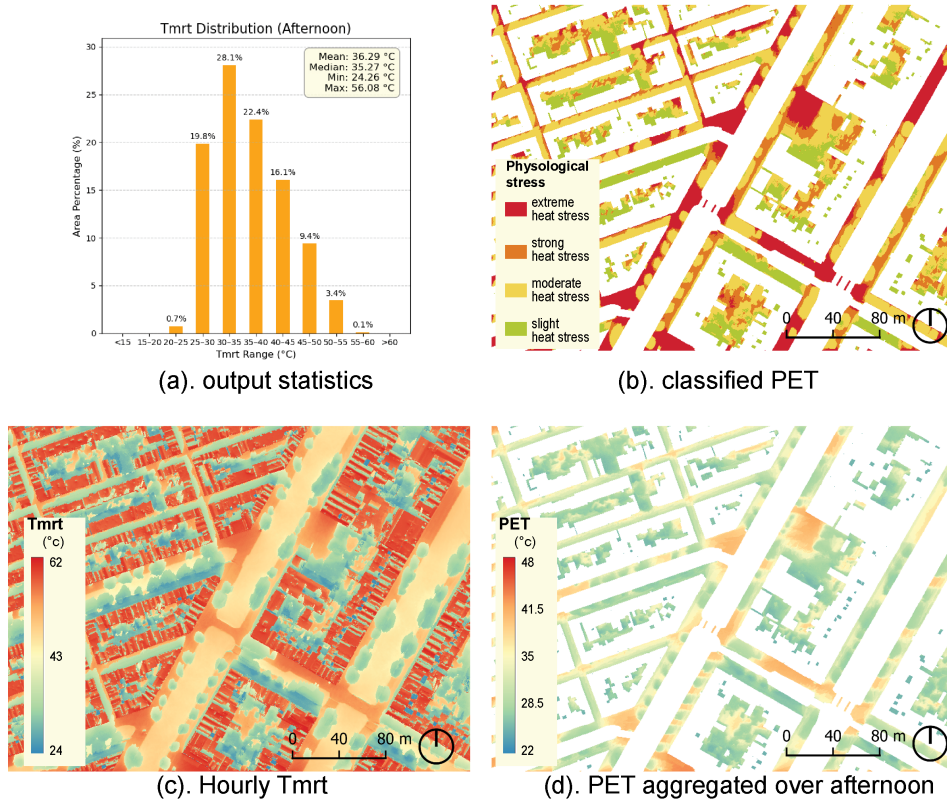 Tmrt Distribution (Afternoon)
Mean: 36.29 °C
Median: 35.27 °C
Min: 24.26 °C
Max: 56.08 °C
Area Percentage (%)
30
25
20
15
10
5
0
0.7%
19.8%
28.1%
22.4%
16.1%
9.4%
3.4%
0.1%
<15 15–20 20–25 25–30 30–35 35–40 40–45 45–50 50–55 55–60 >60
Tmrt Range (°C)
(a). output statistics
Physiological
stress
extreme
heat stress
strong
heat stress
moderate
heat stress
slight
heat stress
0 40 80 m
(b). classified PET
Tmrt
(°c)
62
43
24
0 40 80 m
(c). Hourly Tmrt
PET
(°c)
48
41.5
35
28.5
22
0 40 80 m
(d). PET aggregated over afternoon